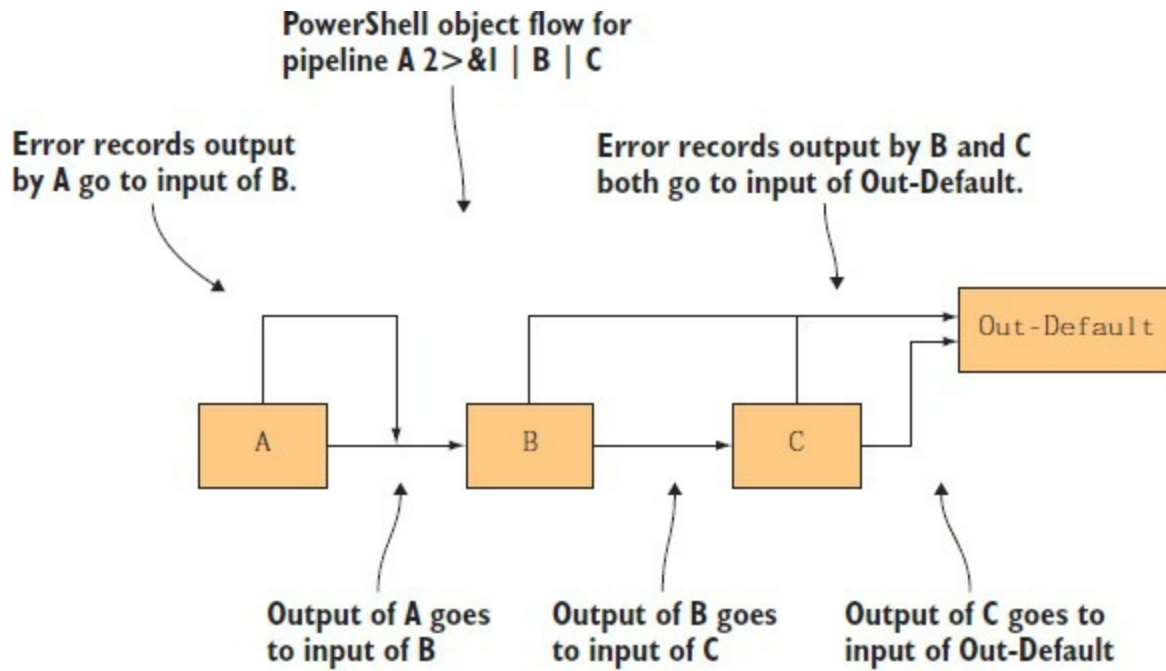 PowerShell object flow for
pipeline A 2>&1 | B | C
Error records output
by A go to input of B.
Error records output by B and C
both go to input of Out-Default.
Out-Default
A
B
C
Output of A goes
to input of B
Output of B goes
to input of C
Output of C goes to
input of Out-Default